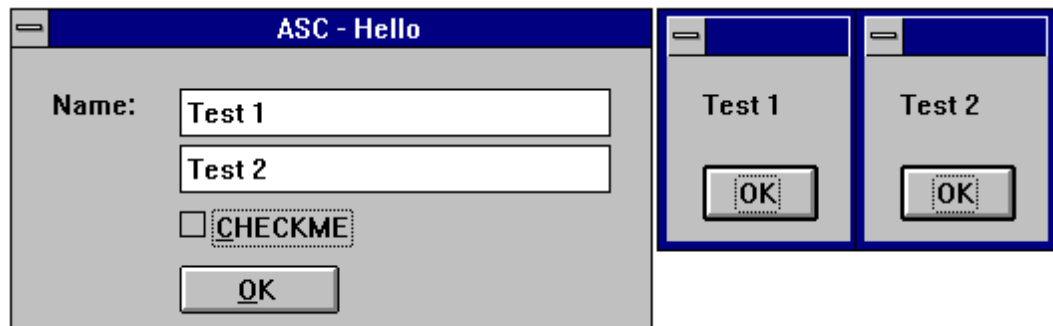 ASC - Hello
Name:
Test 1
Test 2
CHECKME
OK
Test 1
OK
Test 2
OK